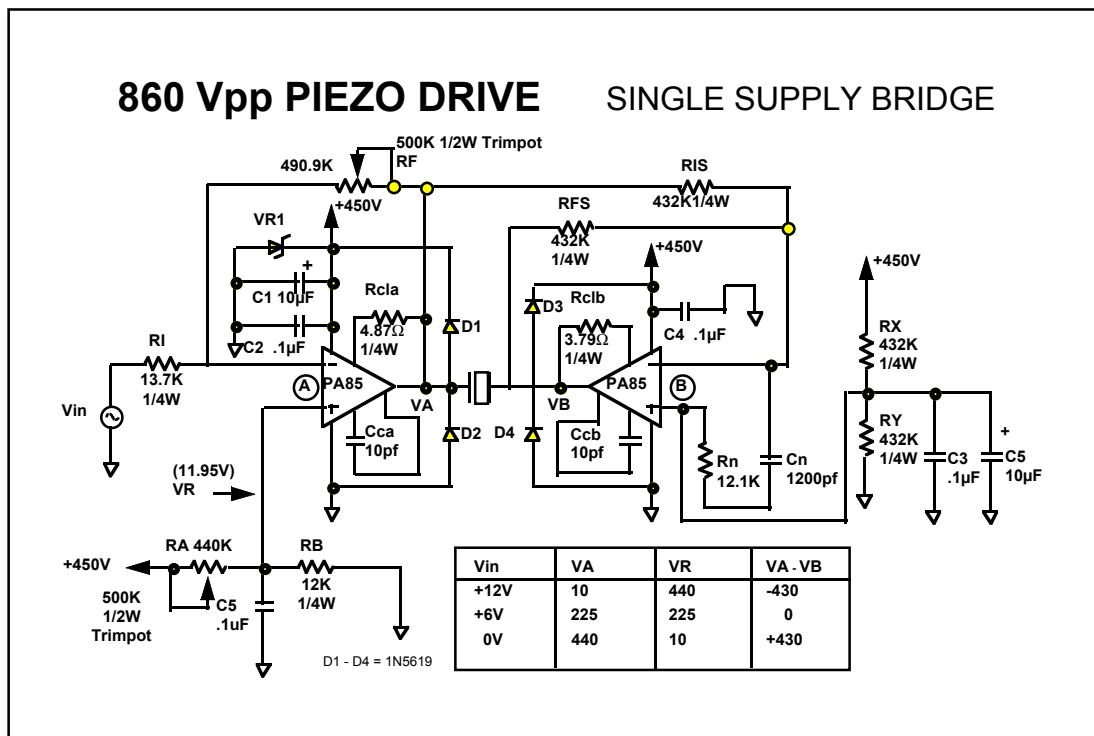 860 Vpp PIEZO DRIVE SINGLE SUPPLY BRIDGE
500K 1/2W Trimpot
RF
490.9K
+450V
VR1
+
C1 10µF
C2 .1µF
RI
13.7K
1/4W
Vin
Rcla
4.87Ω
1/4W
A
PA85
–
+
Cca
10pf
D1
D2
VA
RIS
432K1/4W
RFS
432K
1/4W
+450V
D3
Rclb
3.79Ω
1/4W
C4 .1µF
PA85
B
–
+
VB
D4
Ccb
10pf
Rn
12.1K
Cn
1200pf
+450V
RX
432K
1/4W
RY
432K
1/4W
C3
.1µF
+
C5
10µF
(11.95V)
VR
RA 440K
+450V
500K
1/2W
Trimpot
C5
.1uF
RB
12K
1/4W
D1 - D4 = 1N5619
Vin VA VR VA - VB
+12V 10 440 -430
+6V 225 225 0
0V 440 10 +430